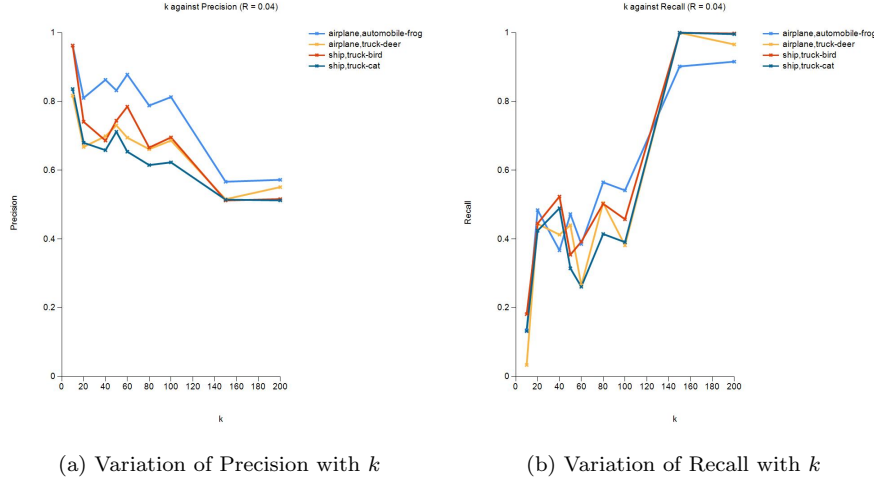 k against Precision (R = 0.04)
1
0.8
0.6
0.4
0.2
0
Precision
0 20 40 60 80 100 120 140 160 180 200
k
airplane,automobile-frog
airplane,truck-deer
ship,truck-bird
ship,truck-cat
(a) Variation of Precision with k
k against Recall (R = 0.04)
1
0.8
0.6
0.4
0.2
0
Recall
0 20 40 60 80 100 120 140 160 180 200
k
airplane,automobile-frog
airplane,truck-deer
ship,truck-bird
ship,truck-cat
(b) Variation of Recall with k